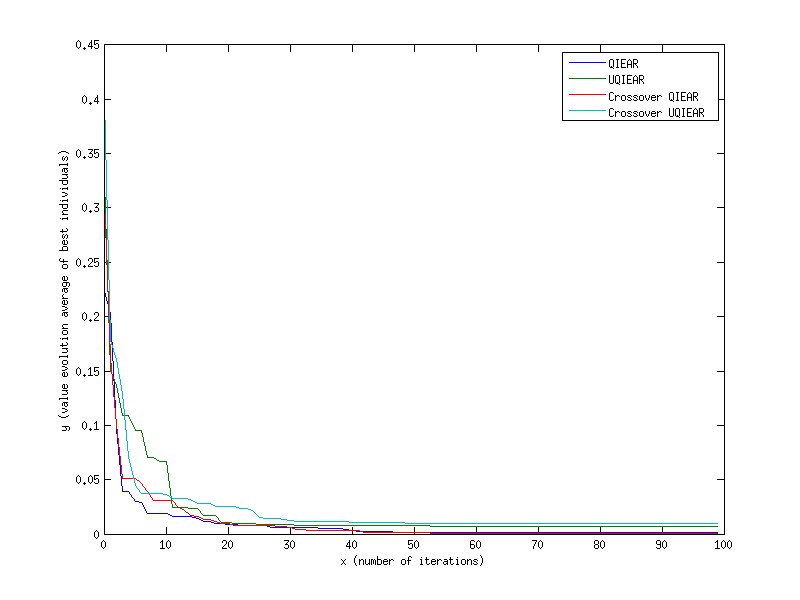 0.45
0.4
0.35
0.3
0.25
0.2
0.15
0.1
0.05
0
y (value evolution average of best individuals)
QIEAR
UQIEAR
Crossover QIEAR
Crossover UQIEAR
0 10 20 30 40 50 60 70 80 90 100
x (number of iterations)